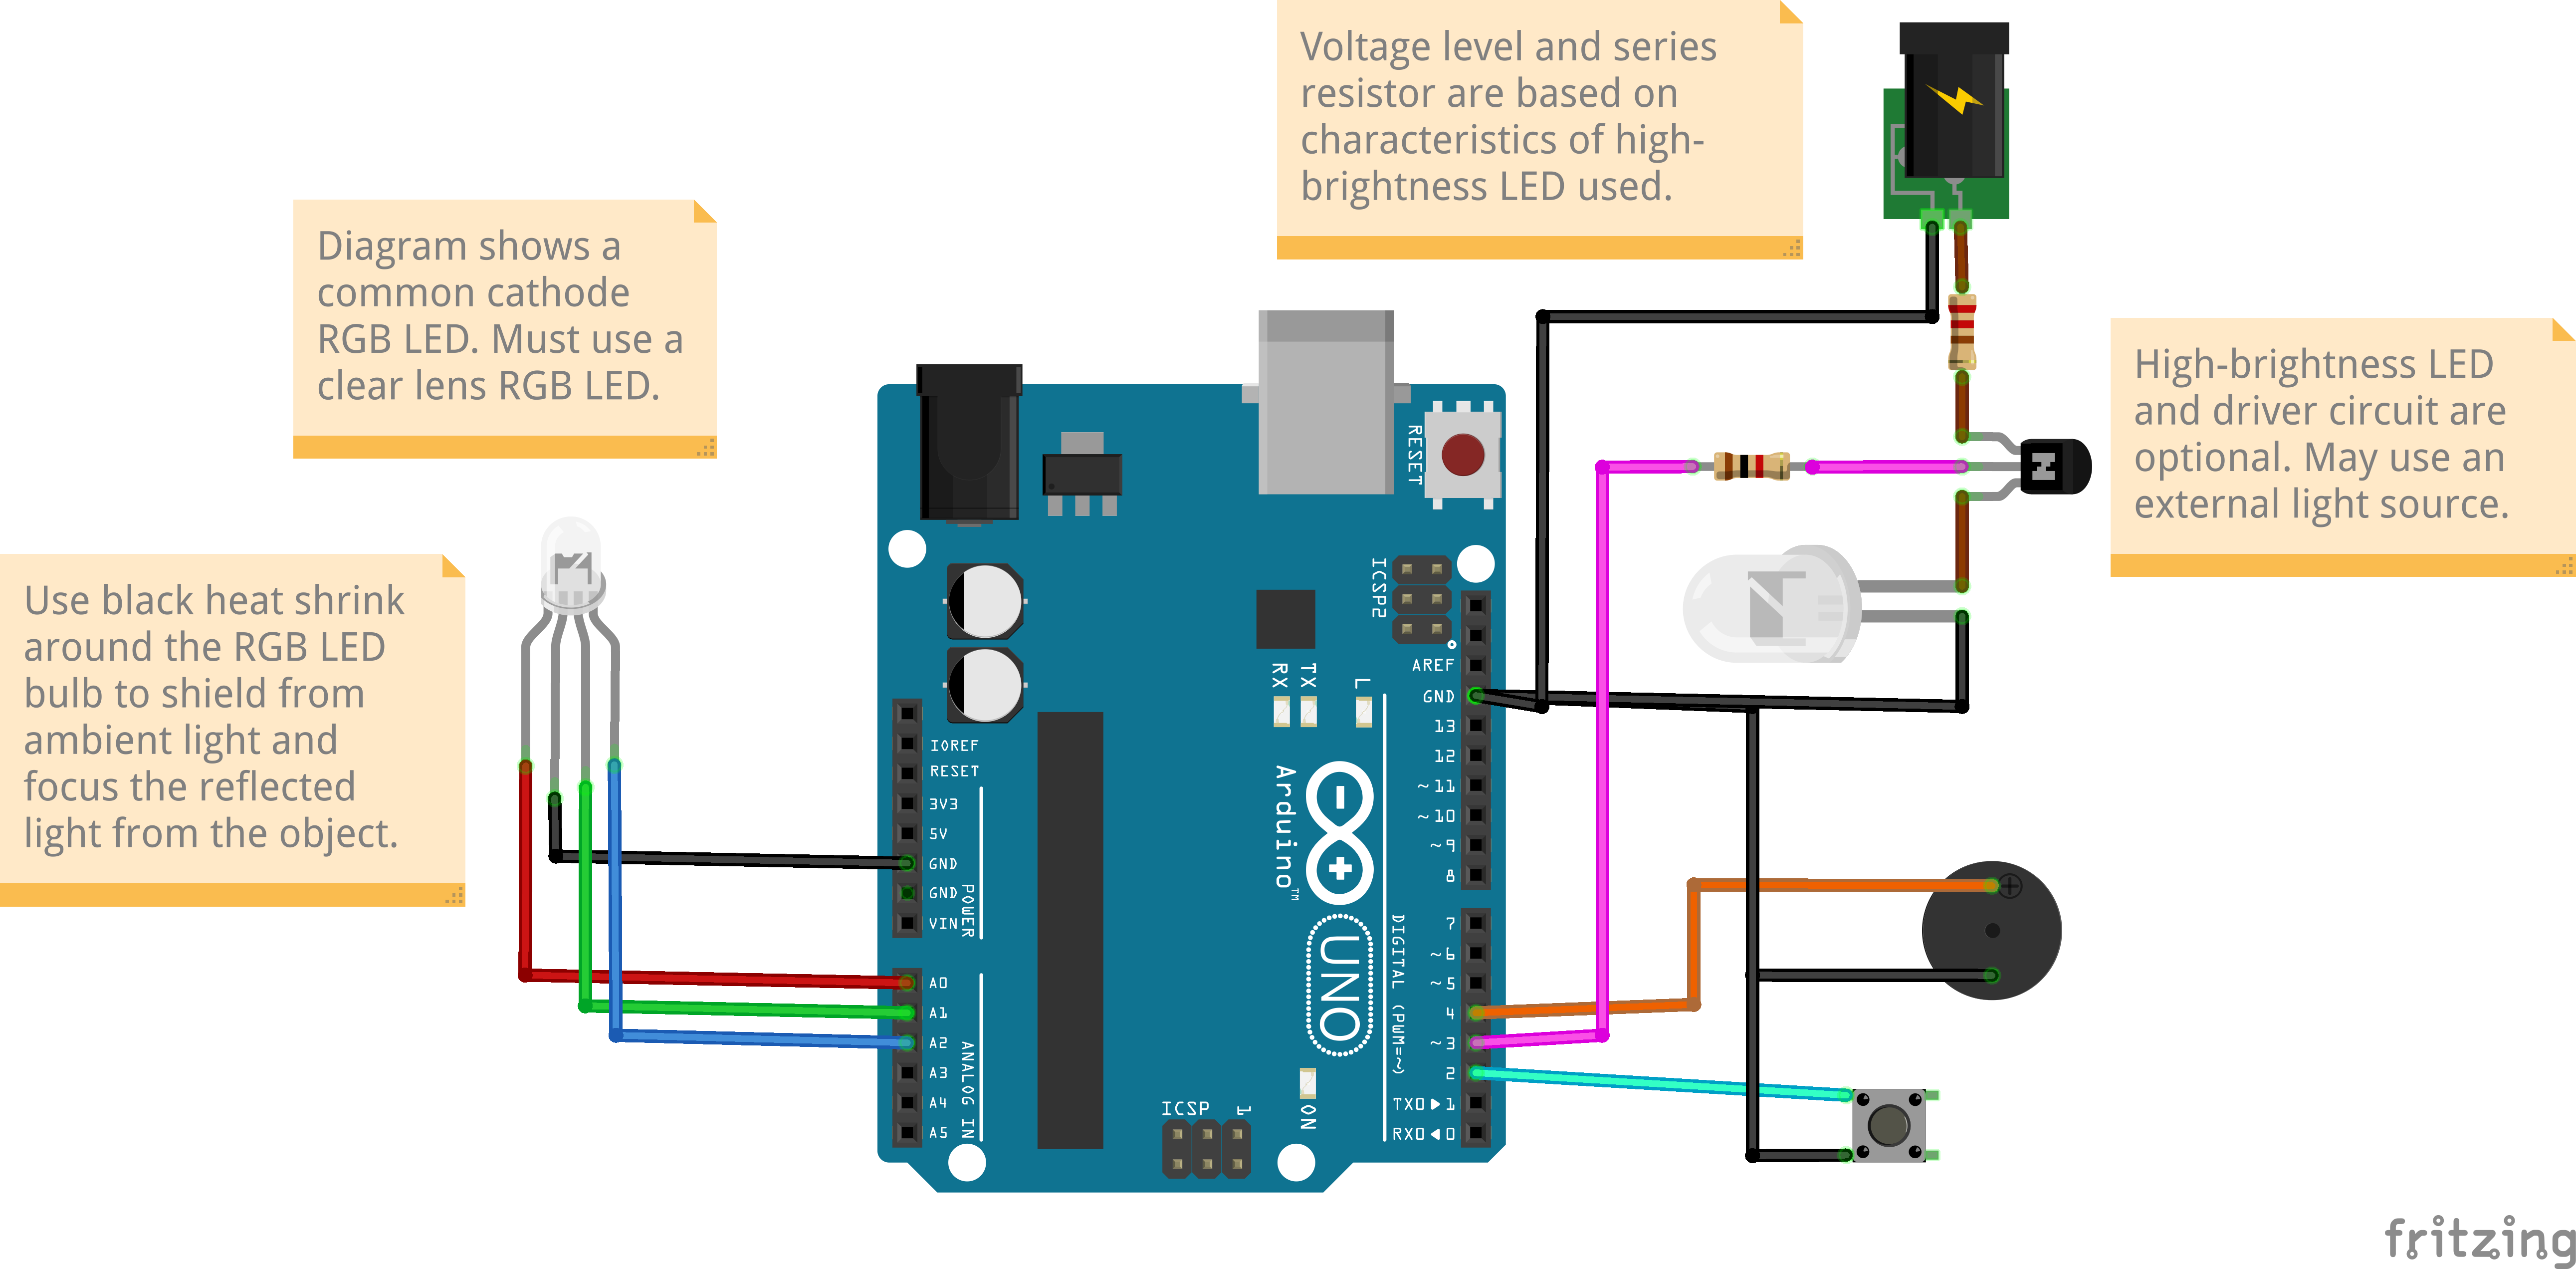 Voltage level and series
resistor are based on
characteristics of high-
brightness LED used.
Diagram shows a
common cathode
RGB LED. Must use a
clear lens RGB LED.
High-brightness LED
and driver circuit are
optional. May use an
external light source.
Use black heat shrink
around the RGB LED
bulb to shield from
ambient light and
focus the reflected
light from the object.
RESET
ICSP2
AREF
GND
13
12
~11
~10
~9
8
7
~6
~5
4
~3
2
TX0▶1
RX0◀0
DIGITAL (PWM=~)
RX
TX
L
Arduino™
UNO
ON
ICSP
1
IOREF
RESET
3V3
5V
GND
GND
VIN
POWER
A0
A1
A2
A3
A4
A5
ANALOG IN
fritzing